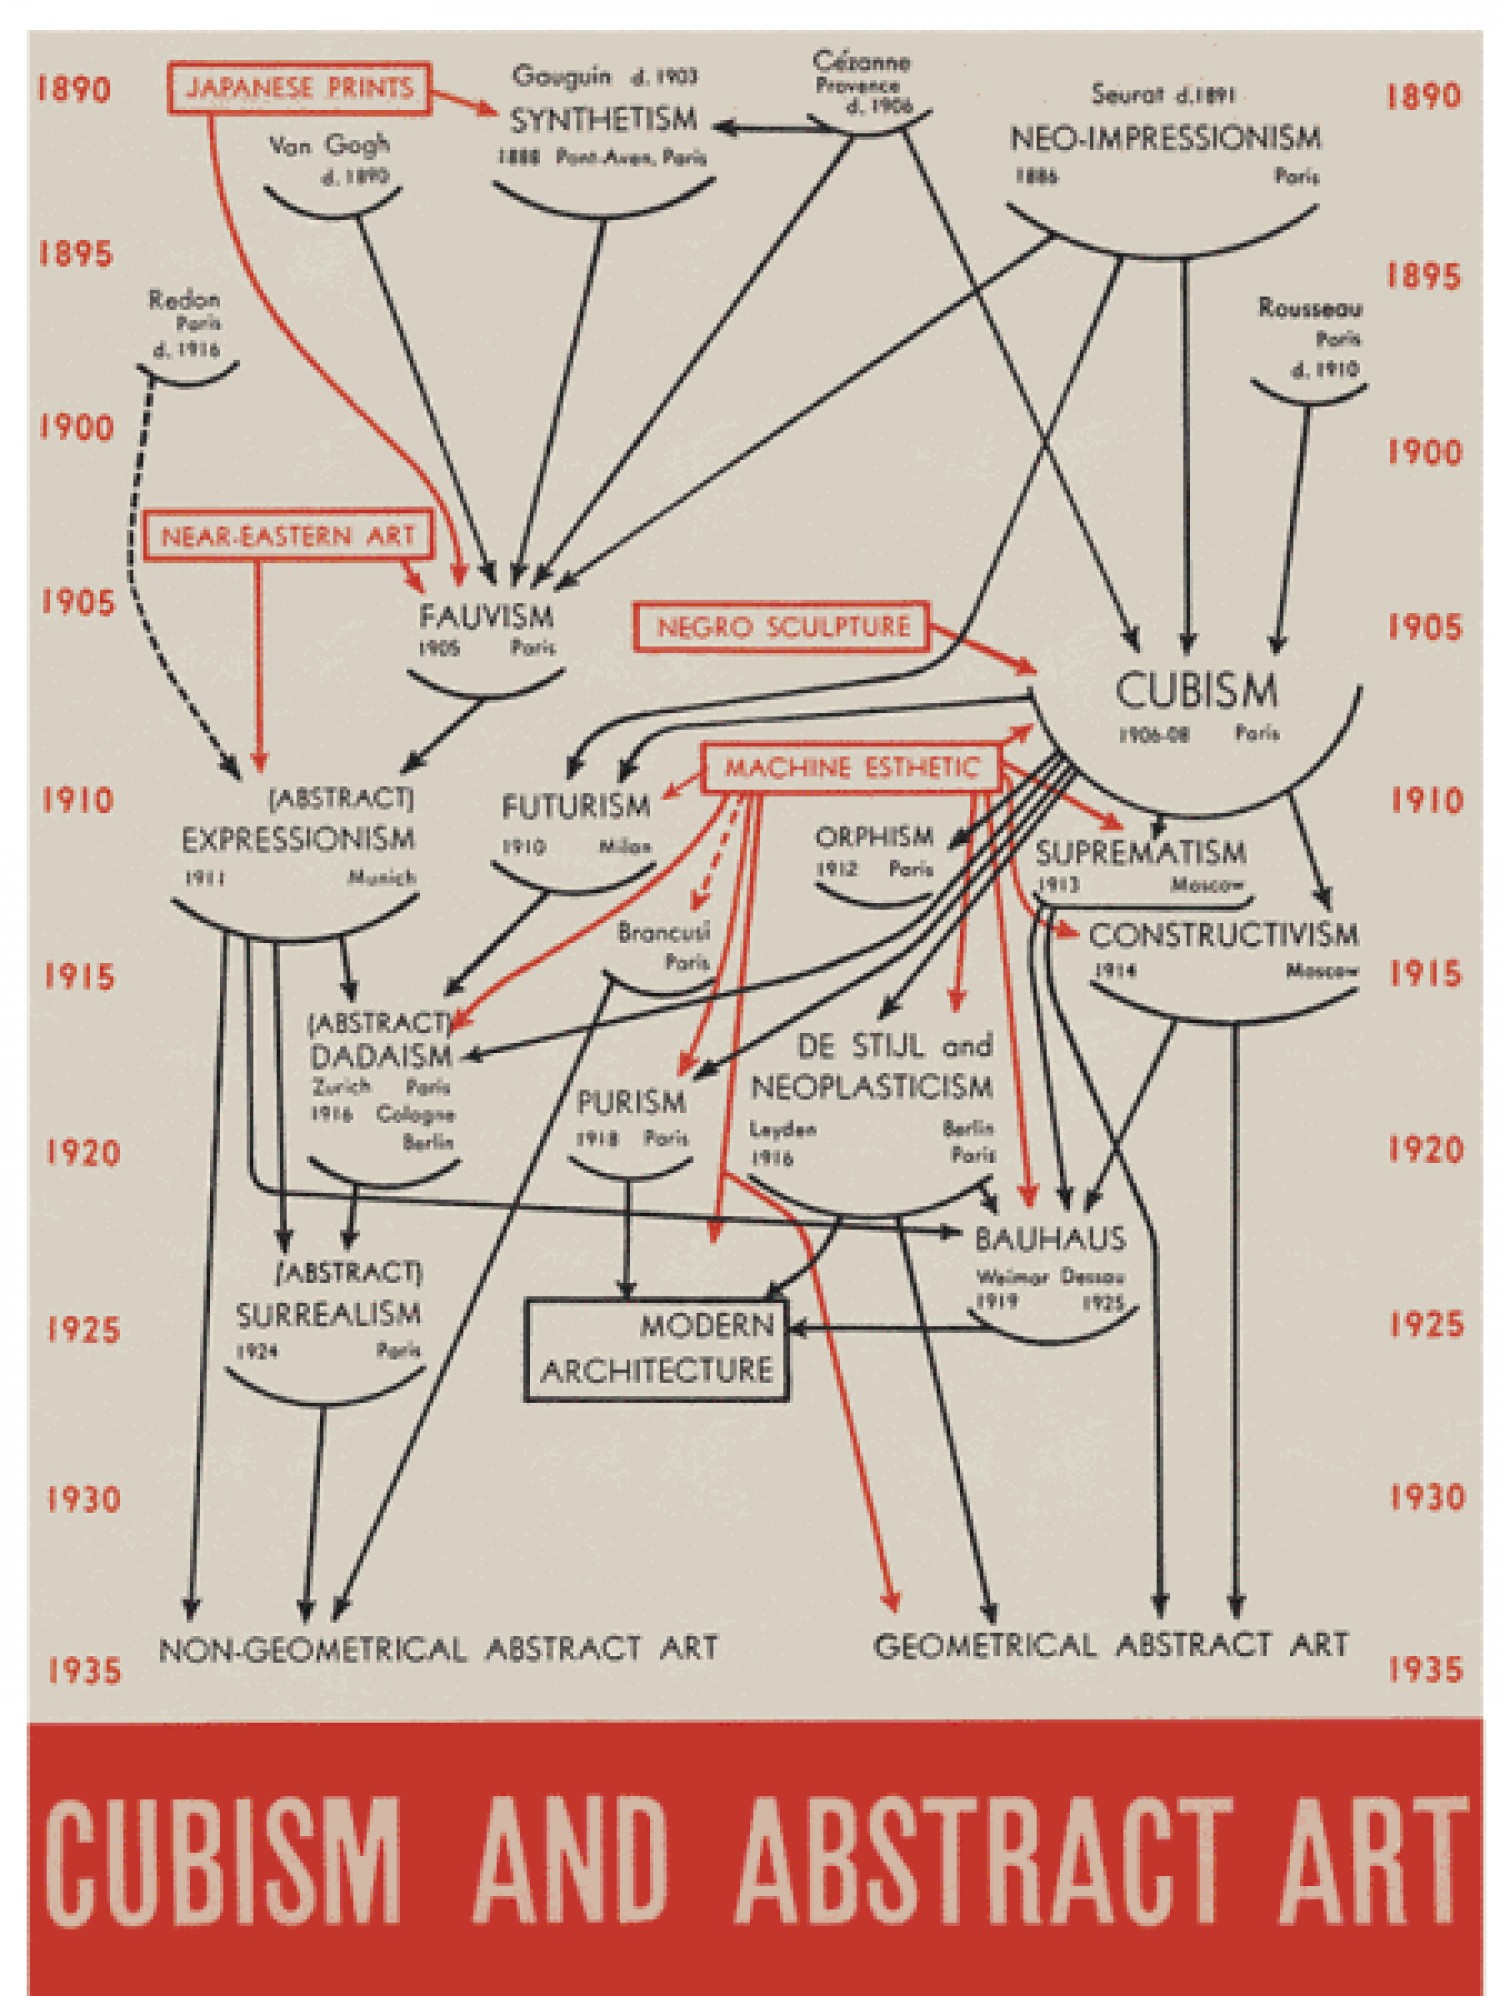 1890
JAPANESE PRINTS
Gauguin d. 1903
SYNTHETISM
1888 Pont-Aven, Paris
Cézanne
Provence
d. 1906
Seurat d.1891
NEO-IMPRESSIONISM
1886 Paris
1890
Van Gogh
d. 1890
1895
1895
Redon
Paris
d. 1916
Rousseau
Paris
d. 1910
1900
1900
NEAR-EASTERN ART
1905
FAUVISM
1905 Paris
NEGRO SCULPTURE
1905
CUBISM
1906-08 Paris
MACHINE ESTHETIC
1910
(ABSTRACT)
EXPRESSIONISM
1911 Munich
FUTURISM
1910 Milan
ORPHISM
1912 Paris
SUPREMATISM
1913 Moscow
1910
Brancusi
Paris
CONSTRUCTIVISM
1914 Moscow
1915
1915
(ABSTRACT)
DADAISM
Zurich Paris
1916 Cologne
Berlin
PURISM
1918 Paris
DE STIJL and
NEOPLASTICISM
Leyden Berlin
1916 Paris
1920
1920
BAUHAUS
Weimar Dessau
1919 1925
(ABSTRACT)
SURREALISM
1924 Paris
MODERN
ARCHITECTURE
1925
1925
1930
1930
NON-GEOMETRICAL ABSTRACT ART
GEOMETRICAL ABSTRACT ART
1935
1935
CUBISM AND ABSTRACT ART